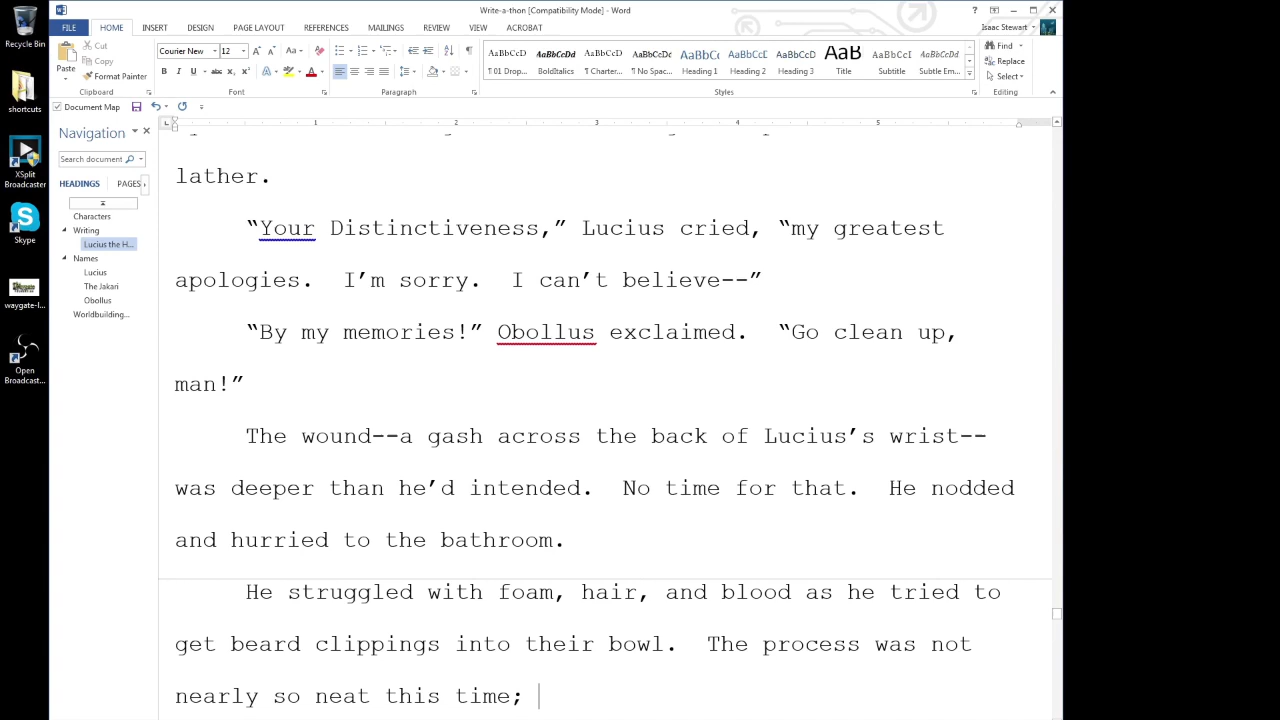 Write-a-thon [Compatibility Mode] - Word
FILE HOME INSERT DESIGN PAGE LAYOUT REFERENCES MAILINGS REVIEW VIEW ACROBAT
Isaac Stewart
Recycle Bin
shortcuts
XSplit
Broadcaster
Skype
waygate-l...
Open
Broadcast...
Cut
Copy
Format Painter
Paste
Clipboard
Courier New 12
Font
Paragraph
AaBbCcD AaBbCcDd AaBbCcD AaBbCcDc AaBbCc AaBbCcD AaBbCcI AaB AaBbCcI AaBbCcDd
¶ 01 Drop... BoldItalics ¶ Charter... ¶ No Spac... Heading 1 Heading 2 Heading 3 Title Subtitle Subtle Em...
Styles
Find
Replace
Select
Editing
Document Map
Navigation
Search document
HEADINGS PAGES
Characters
Writing
Lucius the H...
Names
Lucius
The Jakari
Obollus
Worldbuilding...
1 2 3 4 5
lather.
“Your Distinctiveness,” Lucius cried, “my greatest
apologies.  I’m sorry.  I can’t believe--”
“By my memories!” Obollus exclaimed.  “Go clean up,
man!”
The wound--a gash across the back of Lucius’s wrist--
was deeper than he’d intended.  No time for that.  He nodded
and hurried to the bathroom.
He struggled with foam, hair, and blood as he tried to
get beard clippings into their bowl.  The process was not
nearly so neat this time;